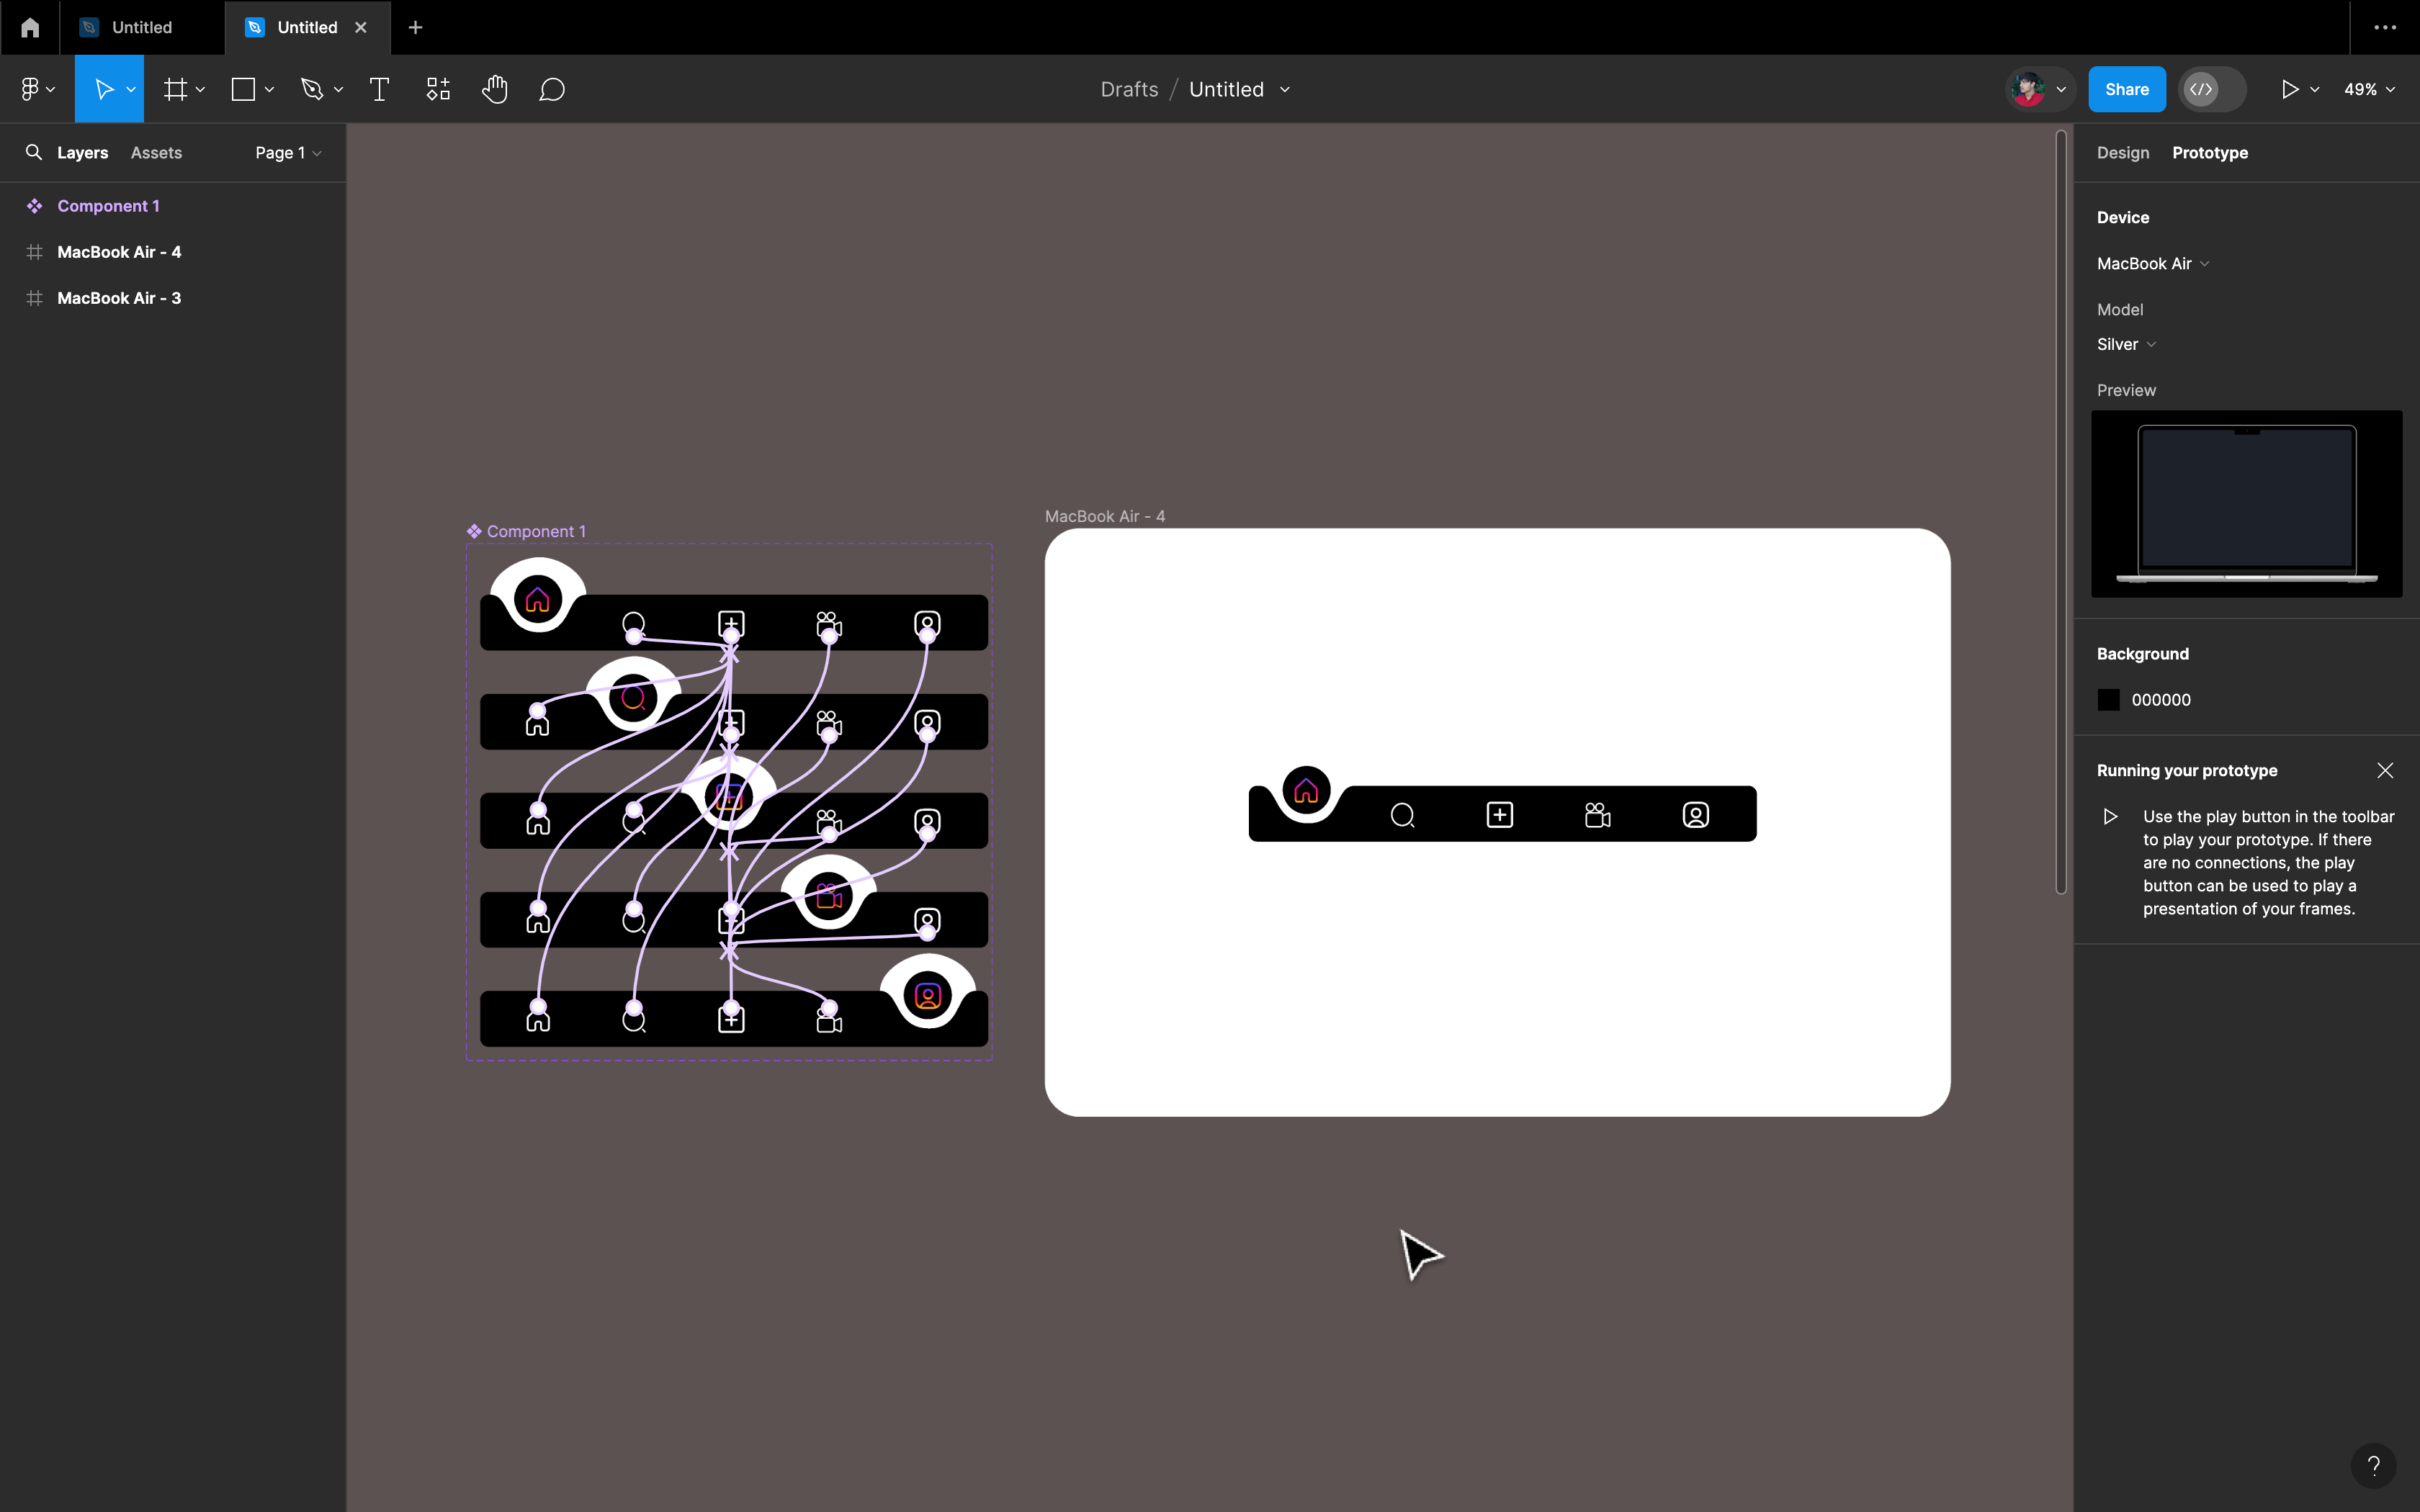 Untitled
Untitled
Drafts / Untitled
Share
49%
Layers
Assets
Page 1
Component 1
MacBook Air - 4
MacBook Air - 3
Component 1
MacBook Air - 4
Design
Prototype
Device
MacBook Air
Model
Silver
Preview
Background
000000
Running your prototype
Use the play button in the toolbar
to play your prototype. If there
are no connections, the play
button can be used to play a
presentation of your frames.
?